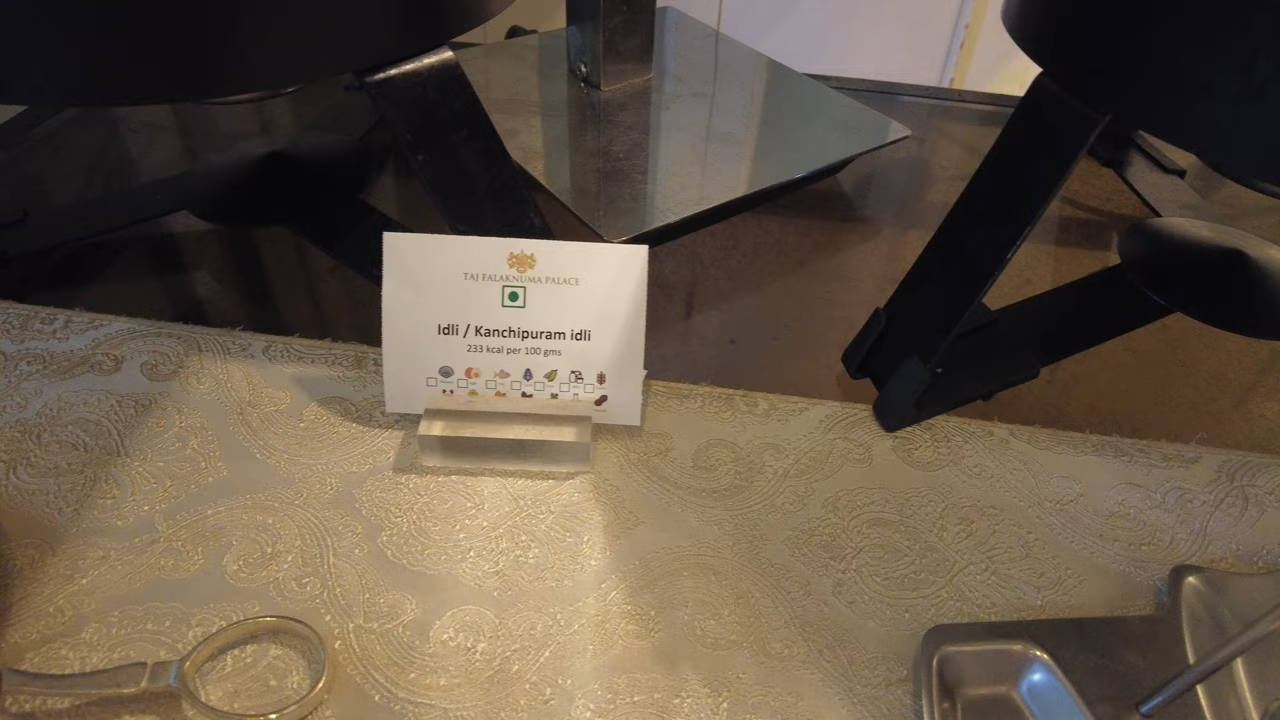 TAJ FALAKNUMA PALACE
Idli / Kanchipuram idli
233 kcal per 100 gms